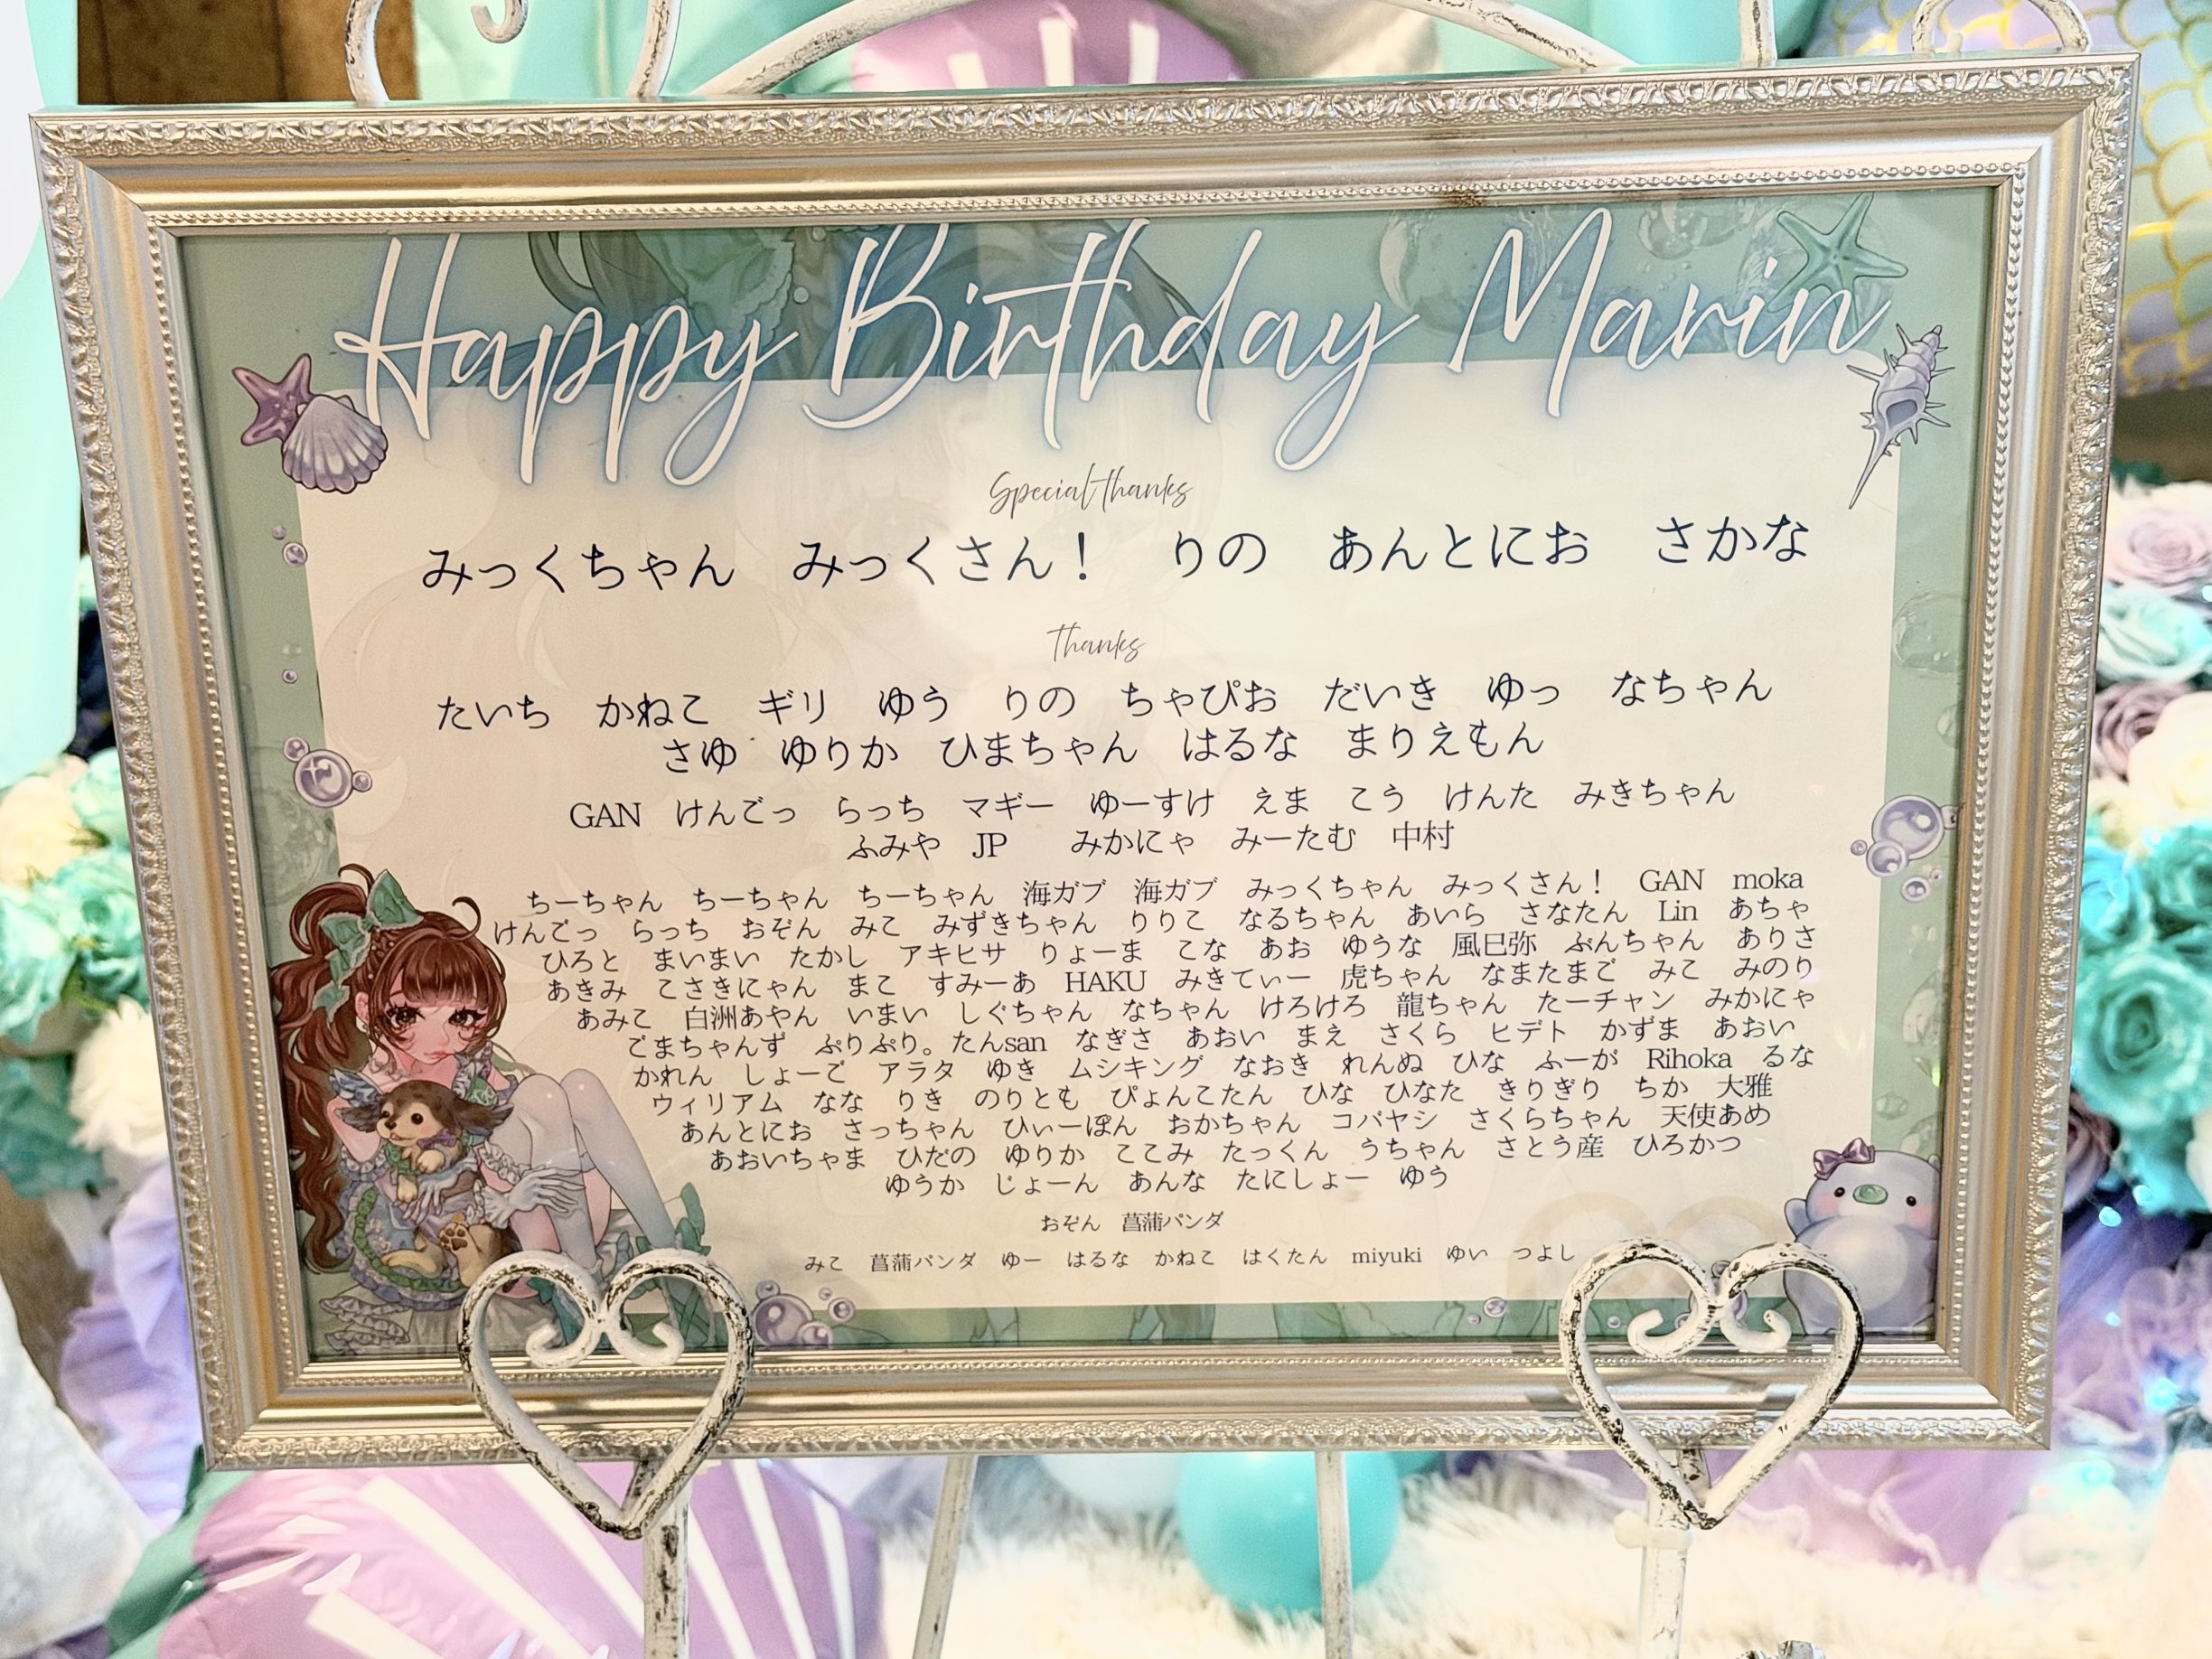 Happy Birthday Marin
Special thanks
みっくちゃん　みっくさん！　りの　あんとにお　さかな
Thanks
たいち　かねこ　ギリ　ゆう　りの　ちゃぴお　だいき　ゆっ　なちゃん
さゆ　ゆりか　ひまちゃん　はるな　まりえもん
GAN　けんごっ　らっち　マギー　ゆーすけ　えま　こう　けんた　みきちゃん
ふみや　JP　　みかにゃ　みーたむ　中村
ちーちゃん　ちーちゃん　ちーちゃん　海ガブ　海ガブ　みっくちゃん　みっくさん！　GAN　moka
けんごっ　らっち　おぞん　みこ　みずきちゃん　りりこ　なるちゃん　あいら　さなたん　Lin　あちゃ
ひろと　まいまい　たかし　アキヒサ　りょーま　こな　あお　ゆうな　風巳弥　ぶんちゃん　ありさ
あきみ　こさきにゃん　まこ　すみーあ　HAKU　みきてぃー　虎ちゃん　なまたまご　みこ　みのり
あみこ　白洲あやん　いまい　しぐちゃん　なちゃん　けろけろ　龍ちゃん　たーチャン　みかにゃ
ごまちゃんず　ぷりぷり。たんsan　なぎさ　あおい　まえ　さくら　ヒデト　かずま　あおい
かれん　しょーご　アラタ　ゆき　ムシキング　なおき　れんぬ　ひな　ふーが　Rihoka　るな
ウィリアム　なな　りき　のりとも　ぴょんこたん　ひな　ひなた　きりぎり　ちか　大雅
あんとにお　さっちゃん　ひぃーぽん　おかちゃん　コバヤシ　さくらちゃん　天使あめ
あおいちゃま　ひだの　ゆりか　ここみ　たっくん　うちゃん　さとう産　ひろかつ
ゆうか　じょーん　あんな　たにしょー　ゆう
おぞん　菖蒲パンダ
みこ　菖蒲パンダ　ゆー　はるな　かねこ　はくたん　miyuki　ゆい　つよし